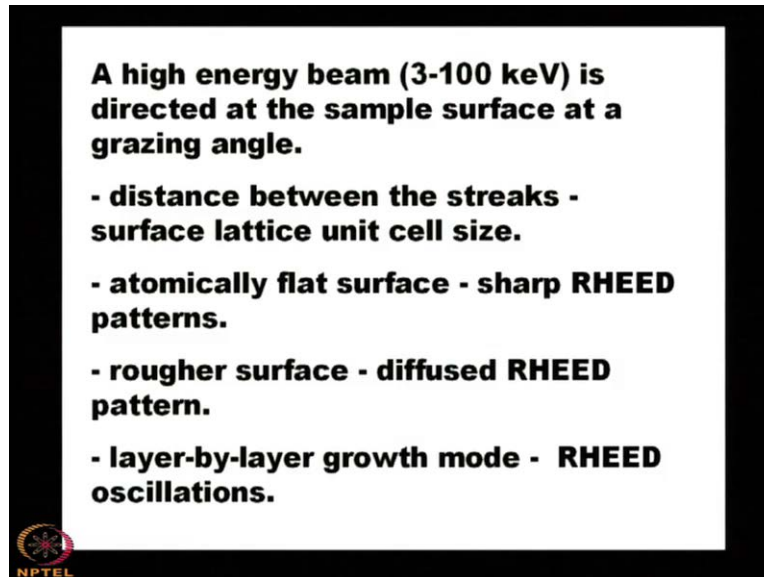 A high energy beam (3-100 keV) is
directed at the sample surface at a
grazing angle.
- distance between the streaks -
surface lattice unit cell size.
- atomically flat surface - sharp RHEED
patterns.
- rougher surface - diffused RHEED
pattern.
- layer-by-layer growth mode - RHEED
oscillations.
NPTEL